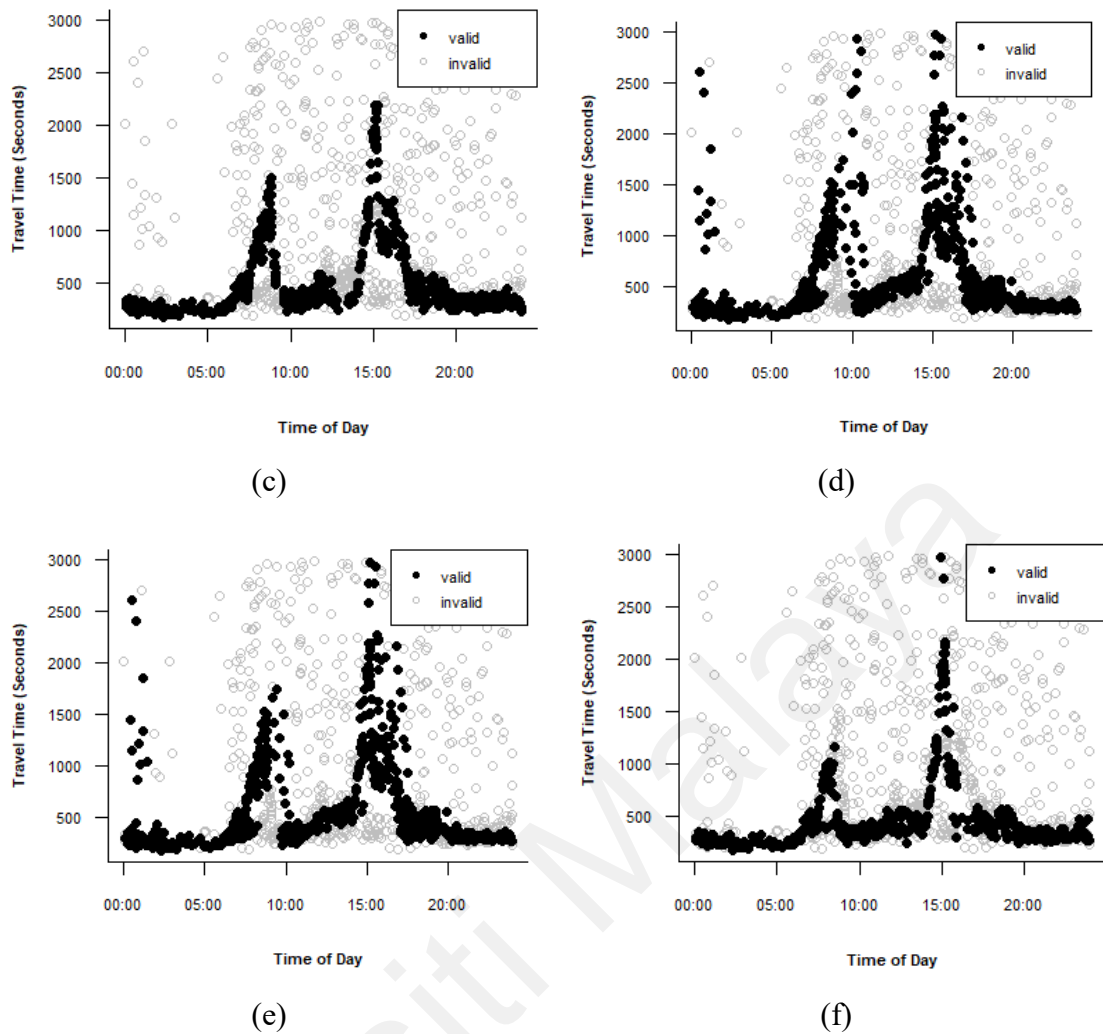 3000
2500
2000
1500
1000
500
Travel Time (Seconds)
valid
invalid
00:00 05:00 10:00 15:00 20:00
Time of Day
(c)
3000
2500
2000
1500
1000
500
Travel Time (Seconds)
valid
invalid
00:00 05:00 10:00 15:00 20:00
Time of Day
(d)
3000
2500
2000
1500
1000
500
Travel Time (Seconds)
valid
invalid
00:00 05:00 10:00 15:00 20:00
Time of Day
(e)
3000
2500
2000
1500
1000
500
Travel Time (Seconds)
valid
invalid
00:00 05:00 10:00 15:00 20:00
Time of Day
(f)
siti Malaya